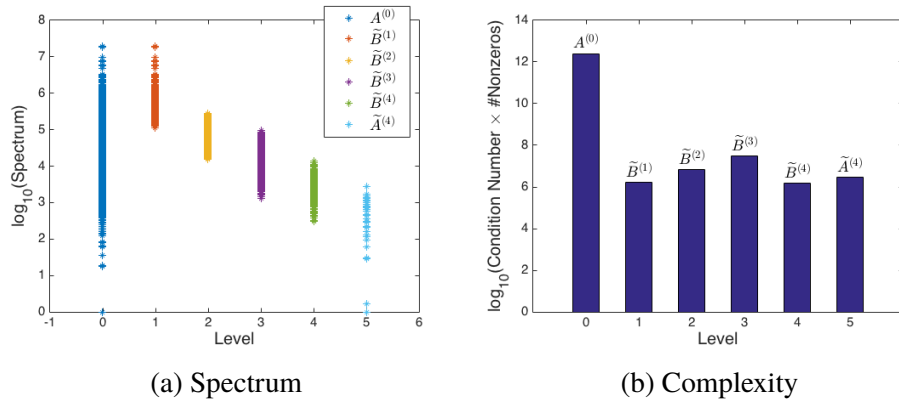 8
7
6
5
4
3
2
1
0
log₁₀(Spectrum)
-1 0 1 2 3 4 5 6
Level
A⁽⁰⁾
B̃⁽¹⁾
B̃⁽²⁾
B̃⁽³⁾
B̃⁽⁴⁾
Ã⁽⁴⁾
(a) Spectrum
14
12
10
8
6
4
2
0
log₁₀(Condition Number × #Nonzeros)
A⁽⁰⁾
B̃⁽¹⁾
B̃⁽²⁾
B̃⁽³⁾
B̃⁽⁴⁾
Ã⁽⁴⁾
0 1 2 3 4 5
Level
(b) Complexity